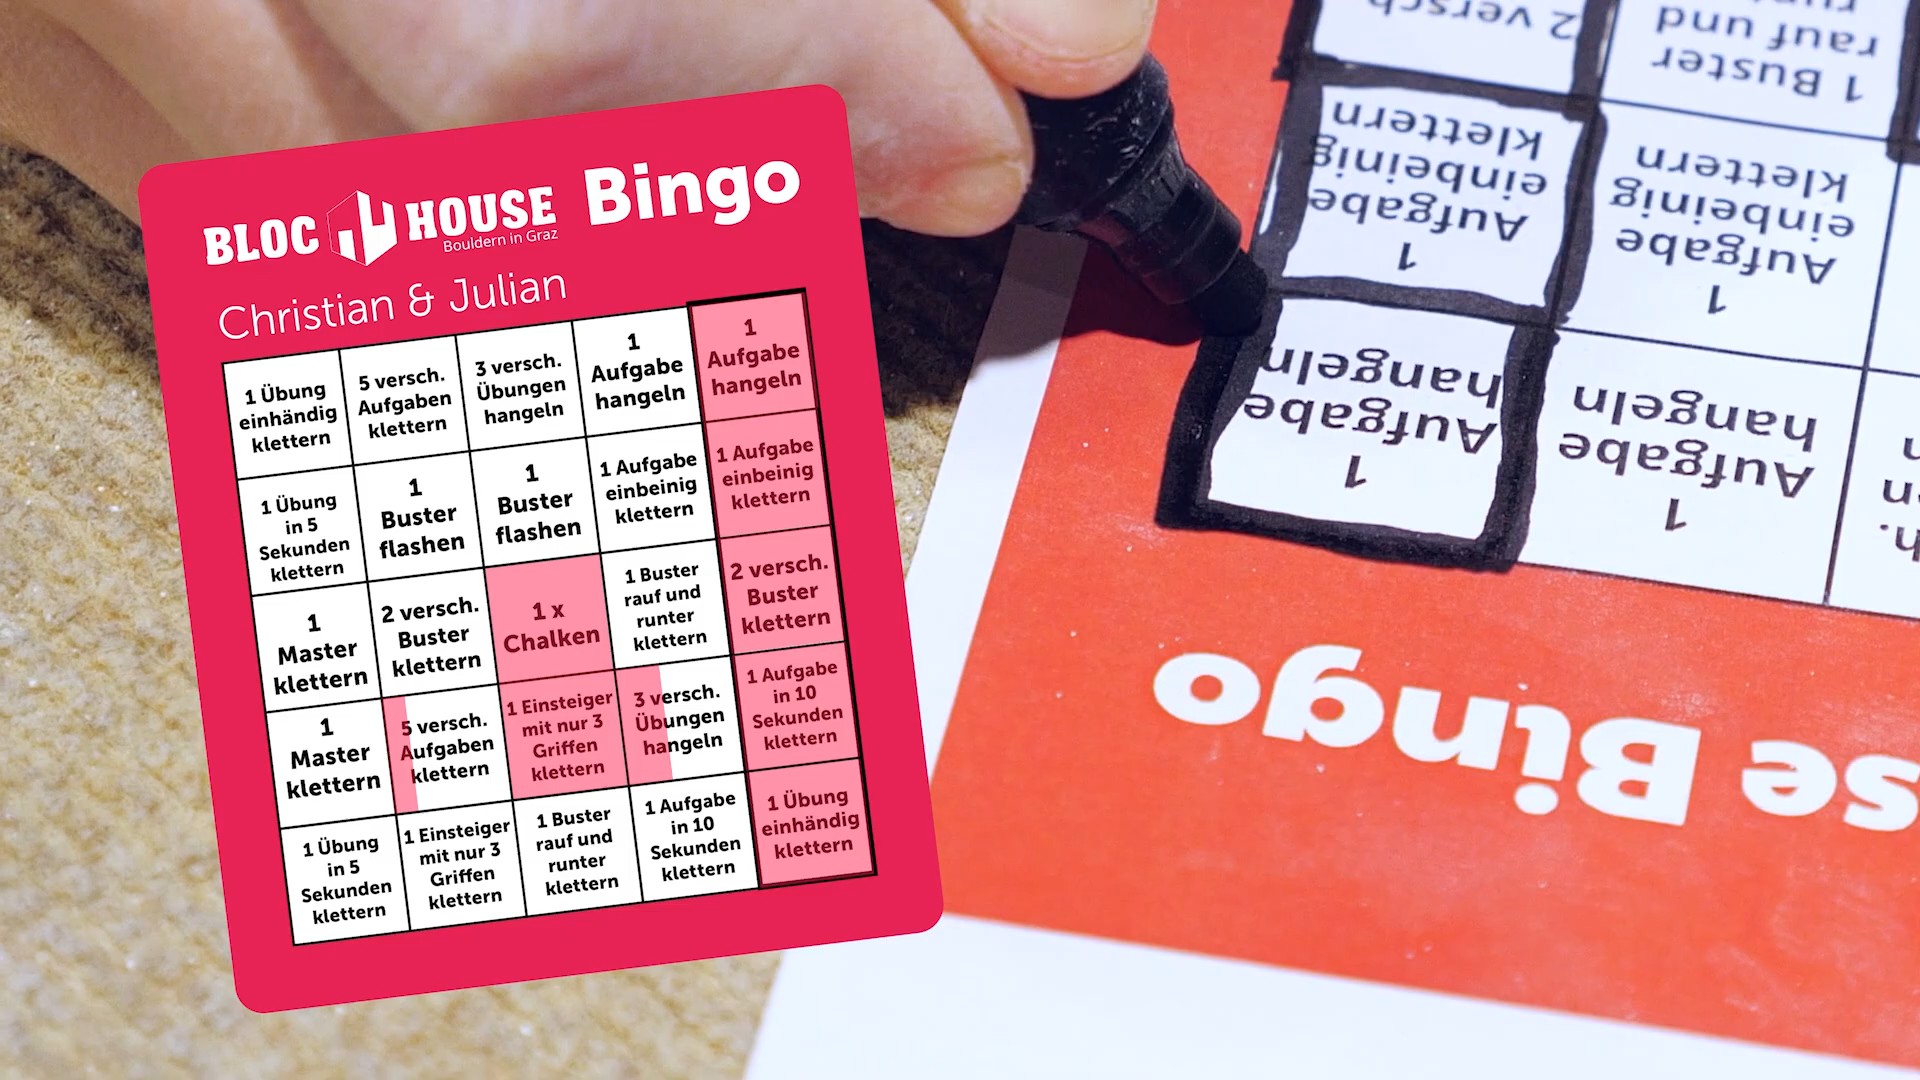 BLOC HOUSE Bingo
Bouldern in Graz
Christian & Julian
1 Übung
einhändig
klettern
5 versch.
Aufgaben
klettern
3 versch.
Übungen
hangeln
1
Aufgabe
hangeln
1
Aufgabe
hangeln
1 Übung
in 5
Sekunden
klettern
1
Buster
flashen
1
Buster
flashen
1 Aufgabe
einbeinig
klettern
1 Aufgabe
einbeinig
klettern
1
Master
klettern
2 versch.
Buster
klettern
1 x
Chalken
1 Buster
rauf und
runter
klettern
2 versch.
Buster
klettern
1
Master
klettern
5 versch.
Aufgaben
klettern
1 Einsteiger
mit nur 3
Griffen
klettern
3 versch.
Übungen
hangeln
1 Aufgabe
in 10
Sekunden
klettern
1 Übung
in 5
Sekunden
klettern
1 Einsteiger
mit nur 3
Griffen
klettern
1 Buster
rauf und
runter
klettern
1 Aufgabe
in 10
Sekunden
klettern
1 Übung
einhändig
klettern
se Bingo
1
Aufgabe
hangeln
1
Aufgabe
hangeln
1
Aufgabe
einbeinig
klettern
1
Aufgabe
einbeinig
klettern
1 Buster
rauf und
2 versch